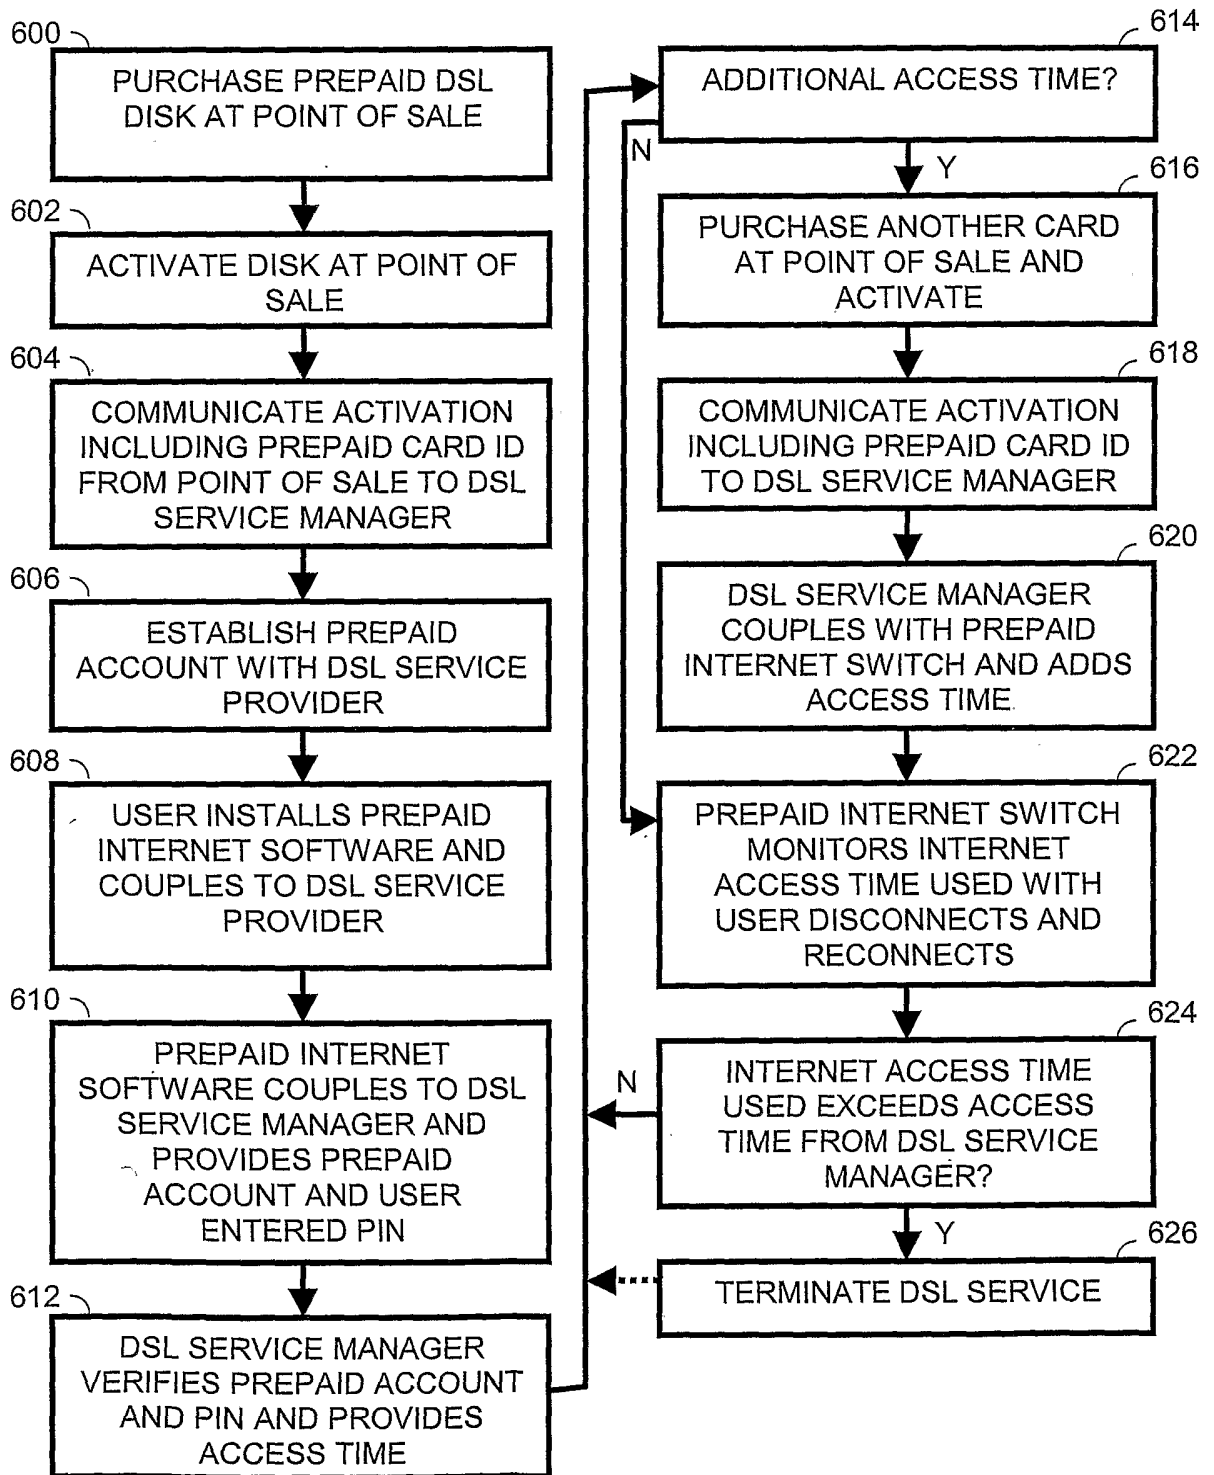 600
PURCHASE PREPAID DSL
DISK AT POINT OF SALE
602
ACTIVATE DISK AT POINT OF
SALE
604
COMMUNICATE ACTIVATION
INCLUDING PREPAID CARD ID
FROM POINT OF SALE TO DSL
SERVICE MANAGER
606
ESTABLISH PREPAID
ACCOUNT WITH DSL SERVICE
PROVIDER
608
USER INSTALLS PREPAID
INTERNET SOFTWARE AND
COUPLES TO DSL SERVICE
PROVIDER
610
PREPAID INTERNET
SOFTWARE COUPLES TO DSL
SERVICE MANAGER AND
PROVIDES PREPAID
ACCOUNT AND USER
ENTERED PIN
612
DSL SERVICE MANAGER
VERIFIES PREPAID ACCOUNT
AND PIN AND PROVIDES
ACCESS TIME
614
ADDITIONAL ACCESS TIME?
N
Y
616
PURCHASE ANOTHER CARD
AT POINT OF SALE AND
ACTIVATE
618
COMMUNICATE ACTIVATION
INCLUDING PREPAID CARD ID
TO DSL SERVICE MANAGER
620
DSL SERVICE MANAGER
COUPLES WITH PREPAID
INTERNET SWITCH AND ADDS
ACCESS TIME
622
PREPAID INTERNET SWITCH
MONITORS INTERNET
ACCESS TIME USED WITH
USER DISCONNECTS AND
RECONNECTS
624
INTERNET ACCESS TIME
USED EXCEEDS ACCESS
TIME FROM DSL SERVICE
MANAGER?
N
Y
626
TERMINATE DSL SERVICE